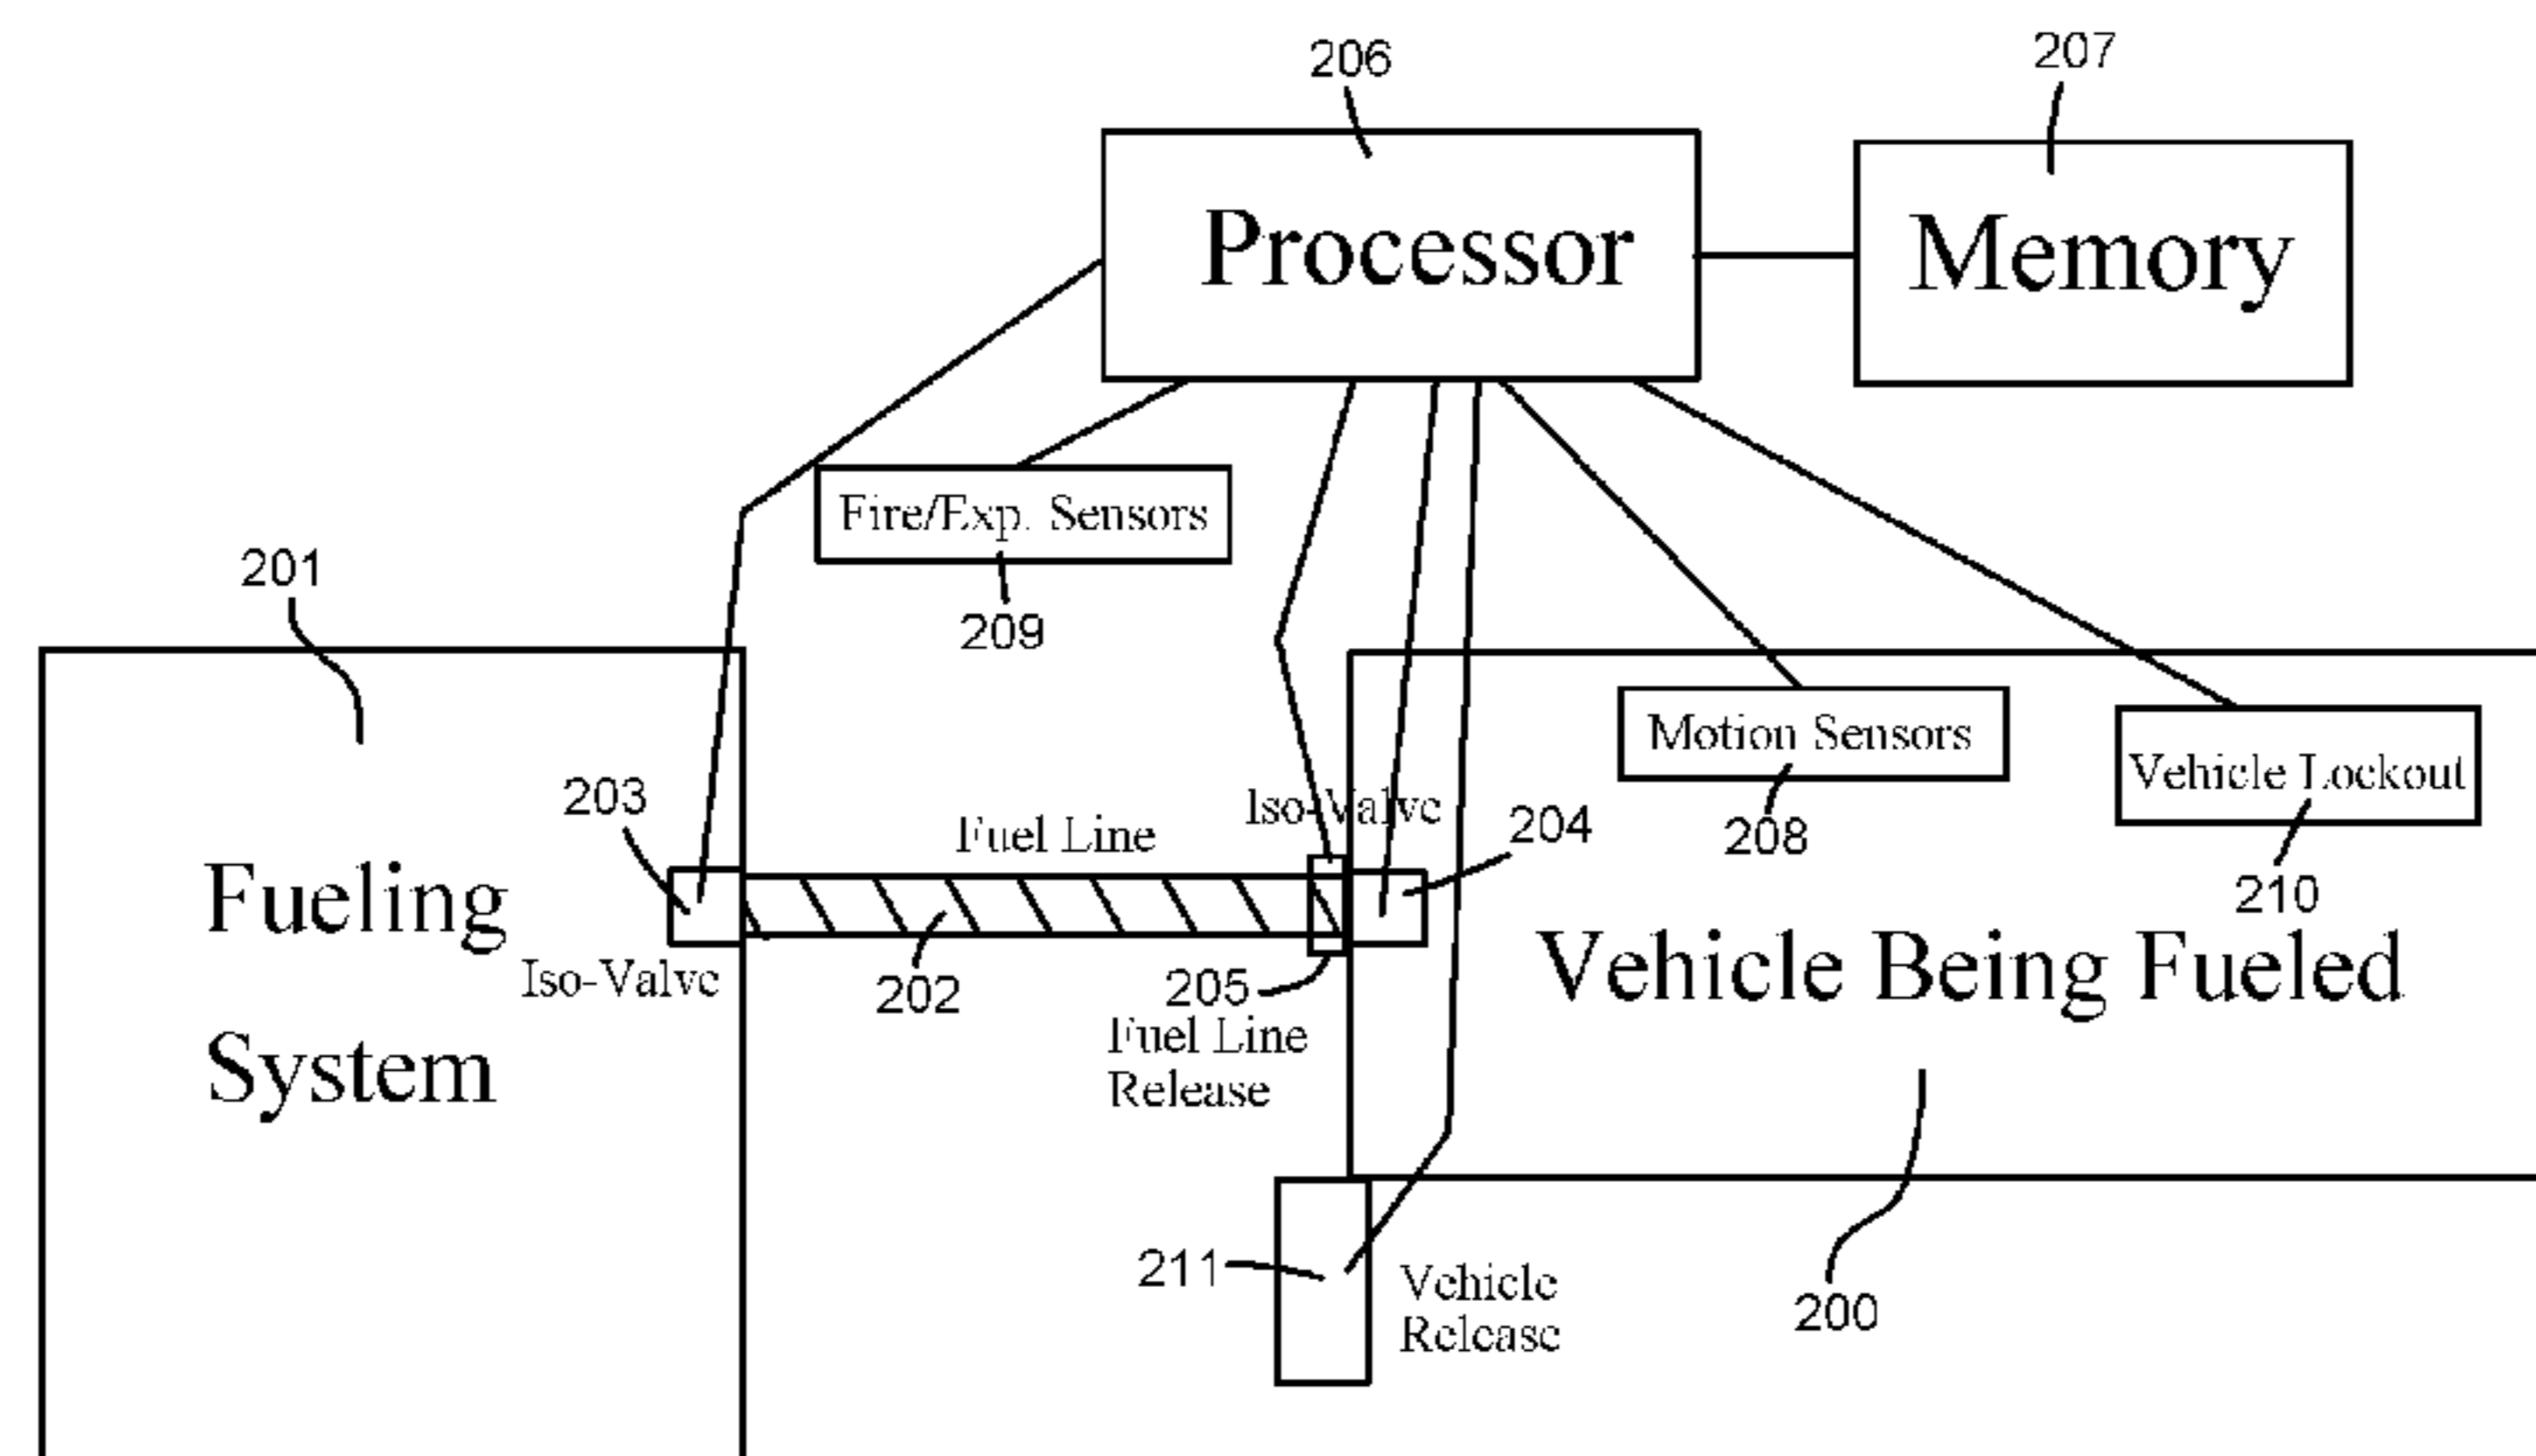 206
207
Processor
Memory
Fire/Exp. Sensors
209
201
Motion Sensors
208
Vehicle Lockout
210
203
Fuel Line
Iso-Valve
204
Fueling
System
Iso-Valve
202
205
Fuel Line
Release
Vehicle Being Fueled
211
Vehicle
Release
200